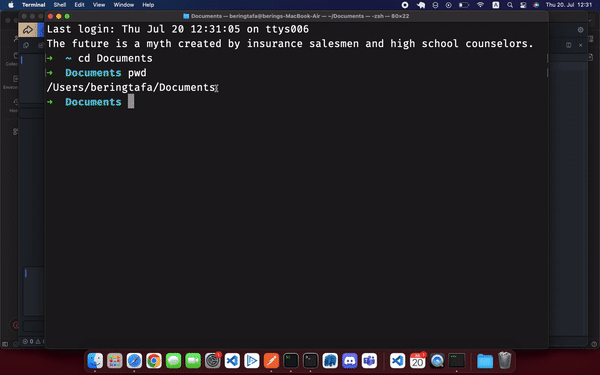 Terminal Shell Edit View Window Help
Thu 20. Jul 12:31
Documents — beringtafa@berings-MacBook-Air — ~/Documents — -zsh — 80×22
Last login: Thu Jul 20 12:31:05 on ttys006
The future is a myth created by insurance salesmen and high school counselors.
➜ ~ cd Documents
➜ Documents pwd
/Users/beringtafa/Documents
➜ Documents